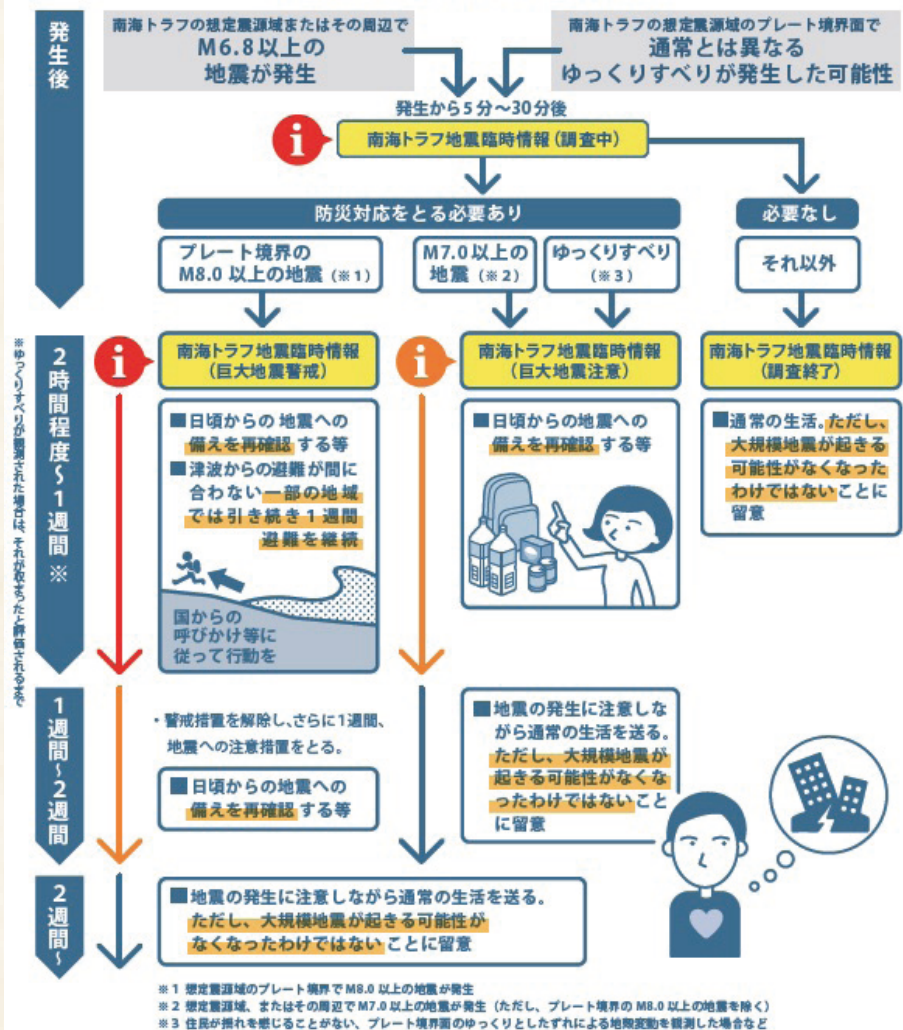 発生後
南海トラフの想定震源域またはその周辺で
M6.8以上の
地震が発生
南海トラフの想定震源域のプレート境界面で
通常とは異なる
ゆっくりすべりが発生した可能性
発生から5分～30分後
i
南海トラフ地震臨時情報(調査中)
防災対応をとる必要あり
必要なし
プレート境界の
M8.0以上の地震(※1)
M7.0以上の
地震(※2)
ゆっくりすべり
(※3)
それ以外
2時間程度～1週間※
※ゆっくりすべりが観測された場合は、それが収まったと評価されるまで
i
南海トラフ地震臨時情報
(巨大地震警戒)
i
南海トラフ地震臨時情報
(巨大地震注意)
南海トラフ地震臨時情報
(調査終了)
■日頃からの地震への
備えを再確認する等
■津波からの避難が間に
合わない一部の地域
では引き続き1週間
避難を継続
国からの
呼びかけ等に
従って行動を
■日頃からの地震への
備えを再確認する等
■通常の生活。ただし、
大規模地震が起きる
可能性がなくなった
わけではないことに
留意
1週間～2週間
・警戒措置を解除し、さらに1週間、
地震への注意措置をとる。
■日頃からの地震への
備えを再確認する等
■地震の発生に注意しな
がら通常の生活を送る。
ただし、大規模地震が
起きる可能性がなくな
ったわけではないこと
に留意
2週間～
■地震の発生に注意しながら通常の生活を送る。
ただし、大規模地震が起きる可能性が
なくなったわけではないことに留意
※1 想定震源域のプレート境界でM8.0以上の地震が発生
※2 想定震源域、またはその周辺でM7.0以上の地震が発生(ただし、プレート境界のM8.0以上の地震を除く)
※3 住民が揺れを感じることがない、プレート境界面のゆっくりとしたずれによる地殻変動を観測した場合など